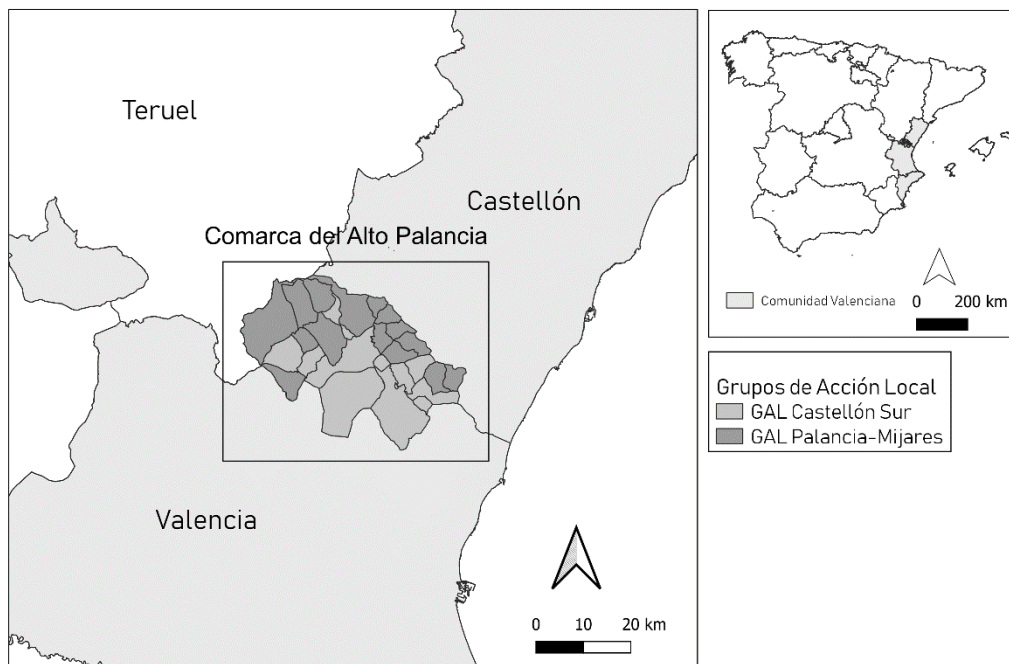 Teruel
Castellón
Comarca del Alto Palancia
Valencia
0 10 20 km
Comunidad Valenciana
0 200 km
Grupos de Acción Local
GAL Castellón Sur
GAL Palancia-Mijares